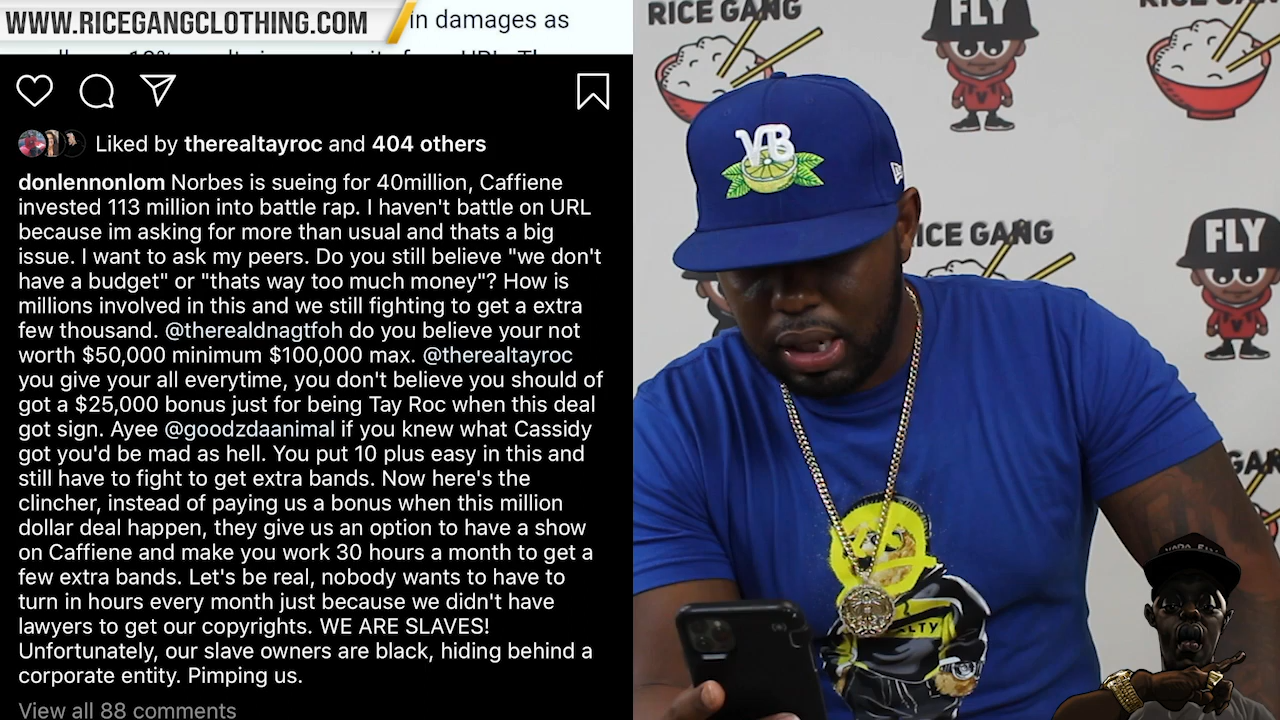 WWW.RICEGANGCLOTHING.COM
in damages as
Liked by therealtayroc and 404 others
donlennonlom Norbes is sueing for 40million, Caffiene
invested 113 million into battle rap. I haven't battle on URL
because im asking for more than usual and thats a big
issue. I want to ask my peers. Do you still believe "we don't
have a budget" or "thats way too much money"? How is
millions involved in this and we still fighting to get a extra
few thousand. @therealdnagtfoh do you believe your not
worth $50,000 minimum $100,000 max. @therealtayroc
you give your all everytime, you don't believe you should of
got a $25,000 bonus just for being Tay Roc when this deal
got sign. Ayee @goodzdaanimal if you knew what Cassidy
got you'd be mad as hell. You put 10 plus easy in this and
still have to fight to get extra bands. Now here's the
clincher, instead of paying us a bonus when this million
dollar deal happen, they give us an option to have a show
on Caffiene and make you work 30 hours a month to get a
few extra bands. Let's be real, nobody wants to have to
turn in hours every month just because we didn't have
lawyers to get our copyrights. WE ARE SLAVES!
Unfortunately, our slave owners are black, hiding behind a
corporate entity. Pimping us.
View all 88 comments
RICE GANG
FLY
VB
ICE GANG
FLY
GAN